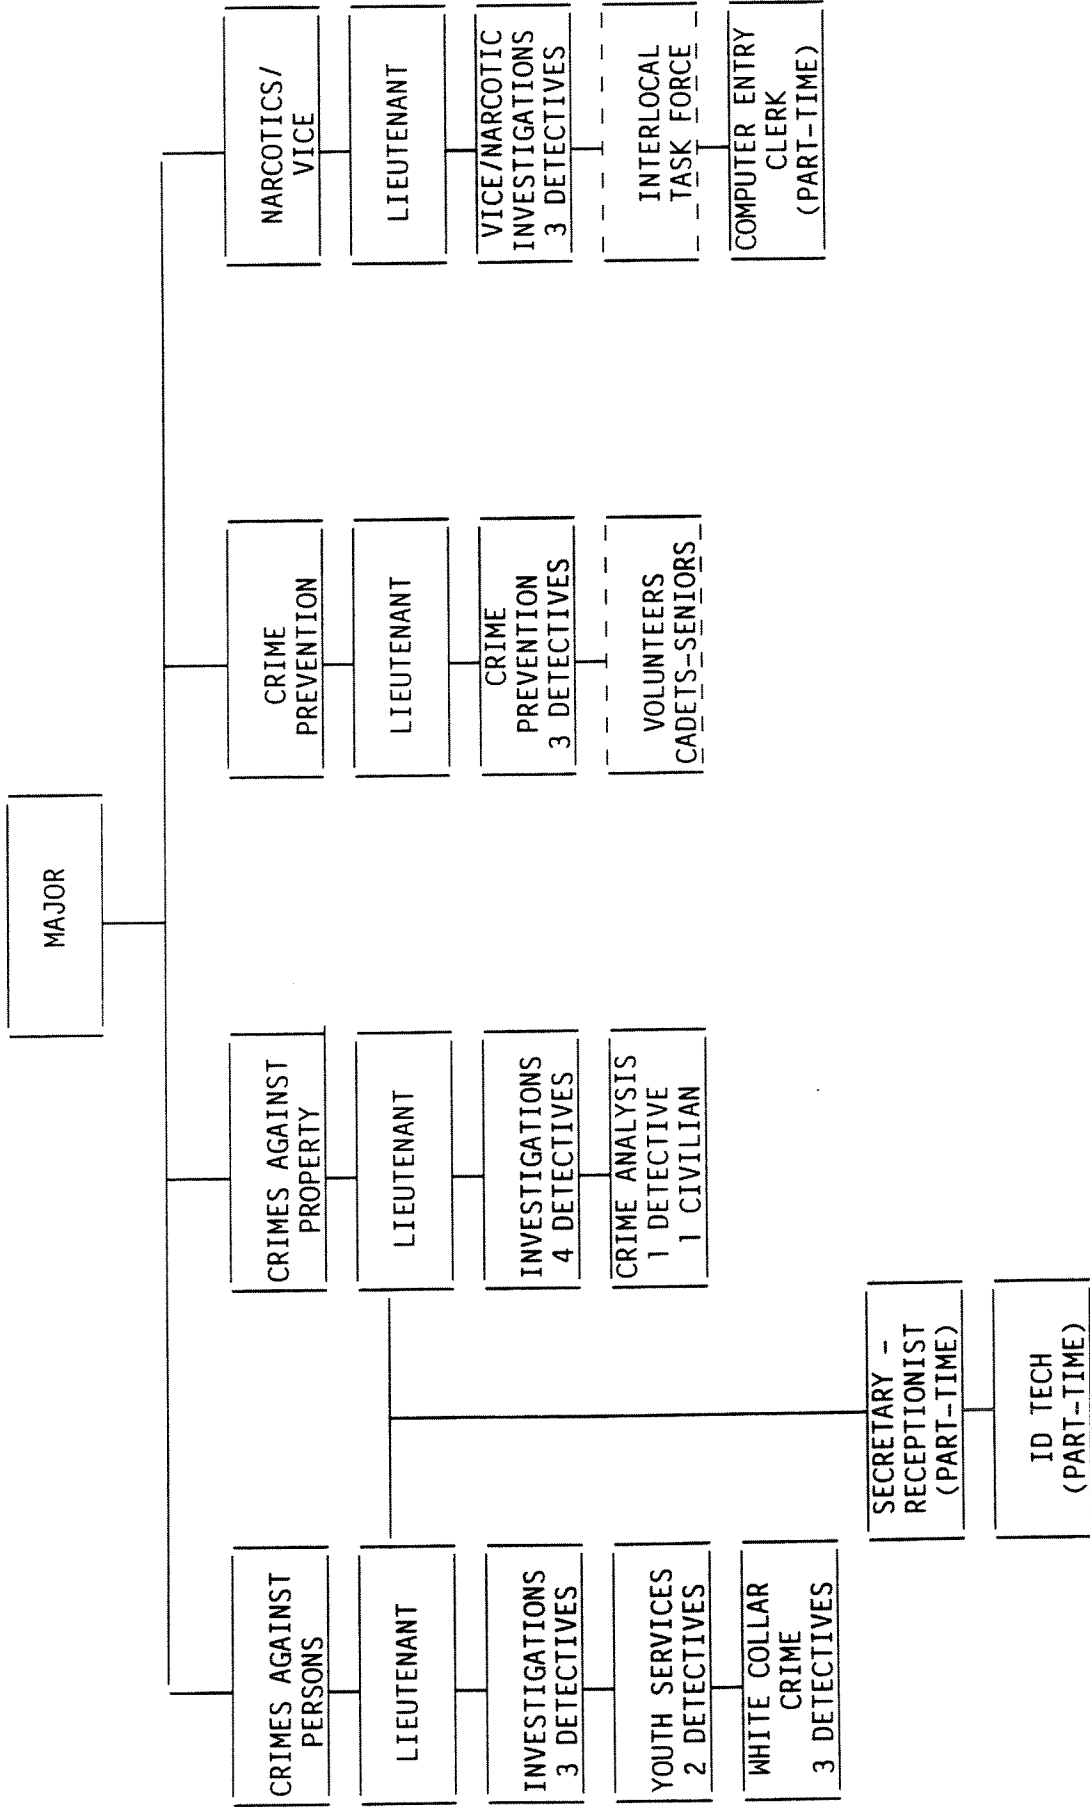 MAJOR
CRIMES AGAINST
PERSONS
LIEUTENANT
INVESTIGATIONS
3 DETECTIVES
YOUTH SERVICES
2 DETECTIVES
WHITE COLLAR
CRIME
3 DETECTIVES
CRIMES AGAINST
PROPERTY
LIEUTENANT
INVESTIGATIONS
4 DETECTIVES
CRIME ANALYSIS
1 DETECTIVE
1 CIVILIAN
SECRETARY -
RECEPTIONIST
(PART-TIME)
ID TECH
(PART-TIME)
CRIME
PREVENTION
LIEUTENANT
CRIME
PREVENTION
3 DETECTIVES
VOLUNTEERS
CADETS-SENIORS
NARCOTICS/
VICE
LIEUTENANT
VICE/NARCOTIC
INVESTIGATIONS
3 DETECTIVES
INTERLOCAL
TASK FORCE
COMPUTER ENTRY
CLERK
(PART-TIME)